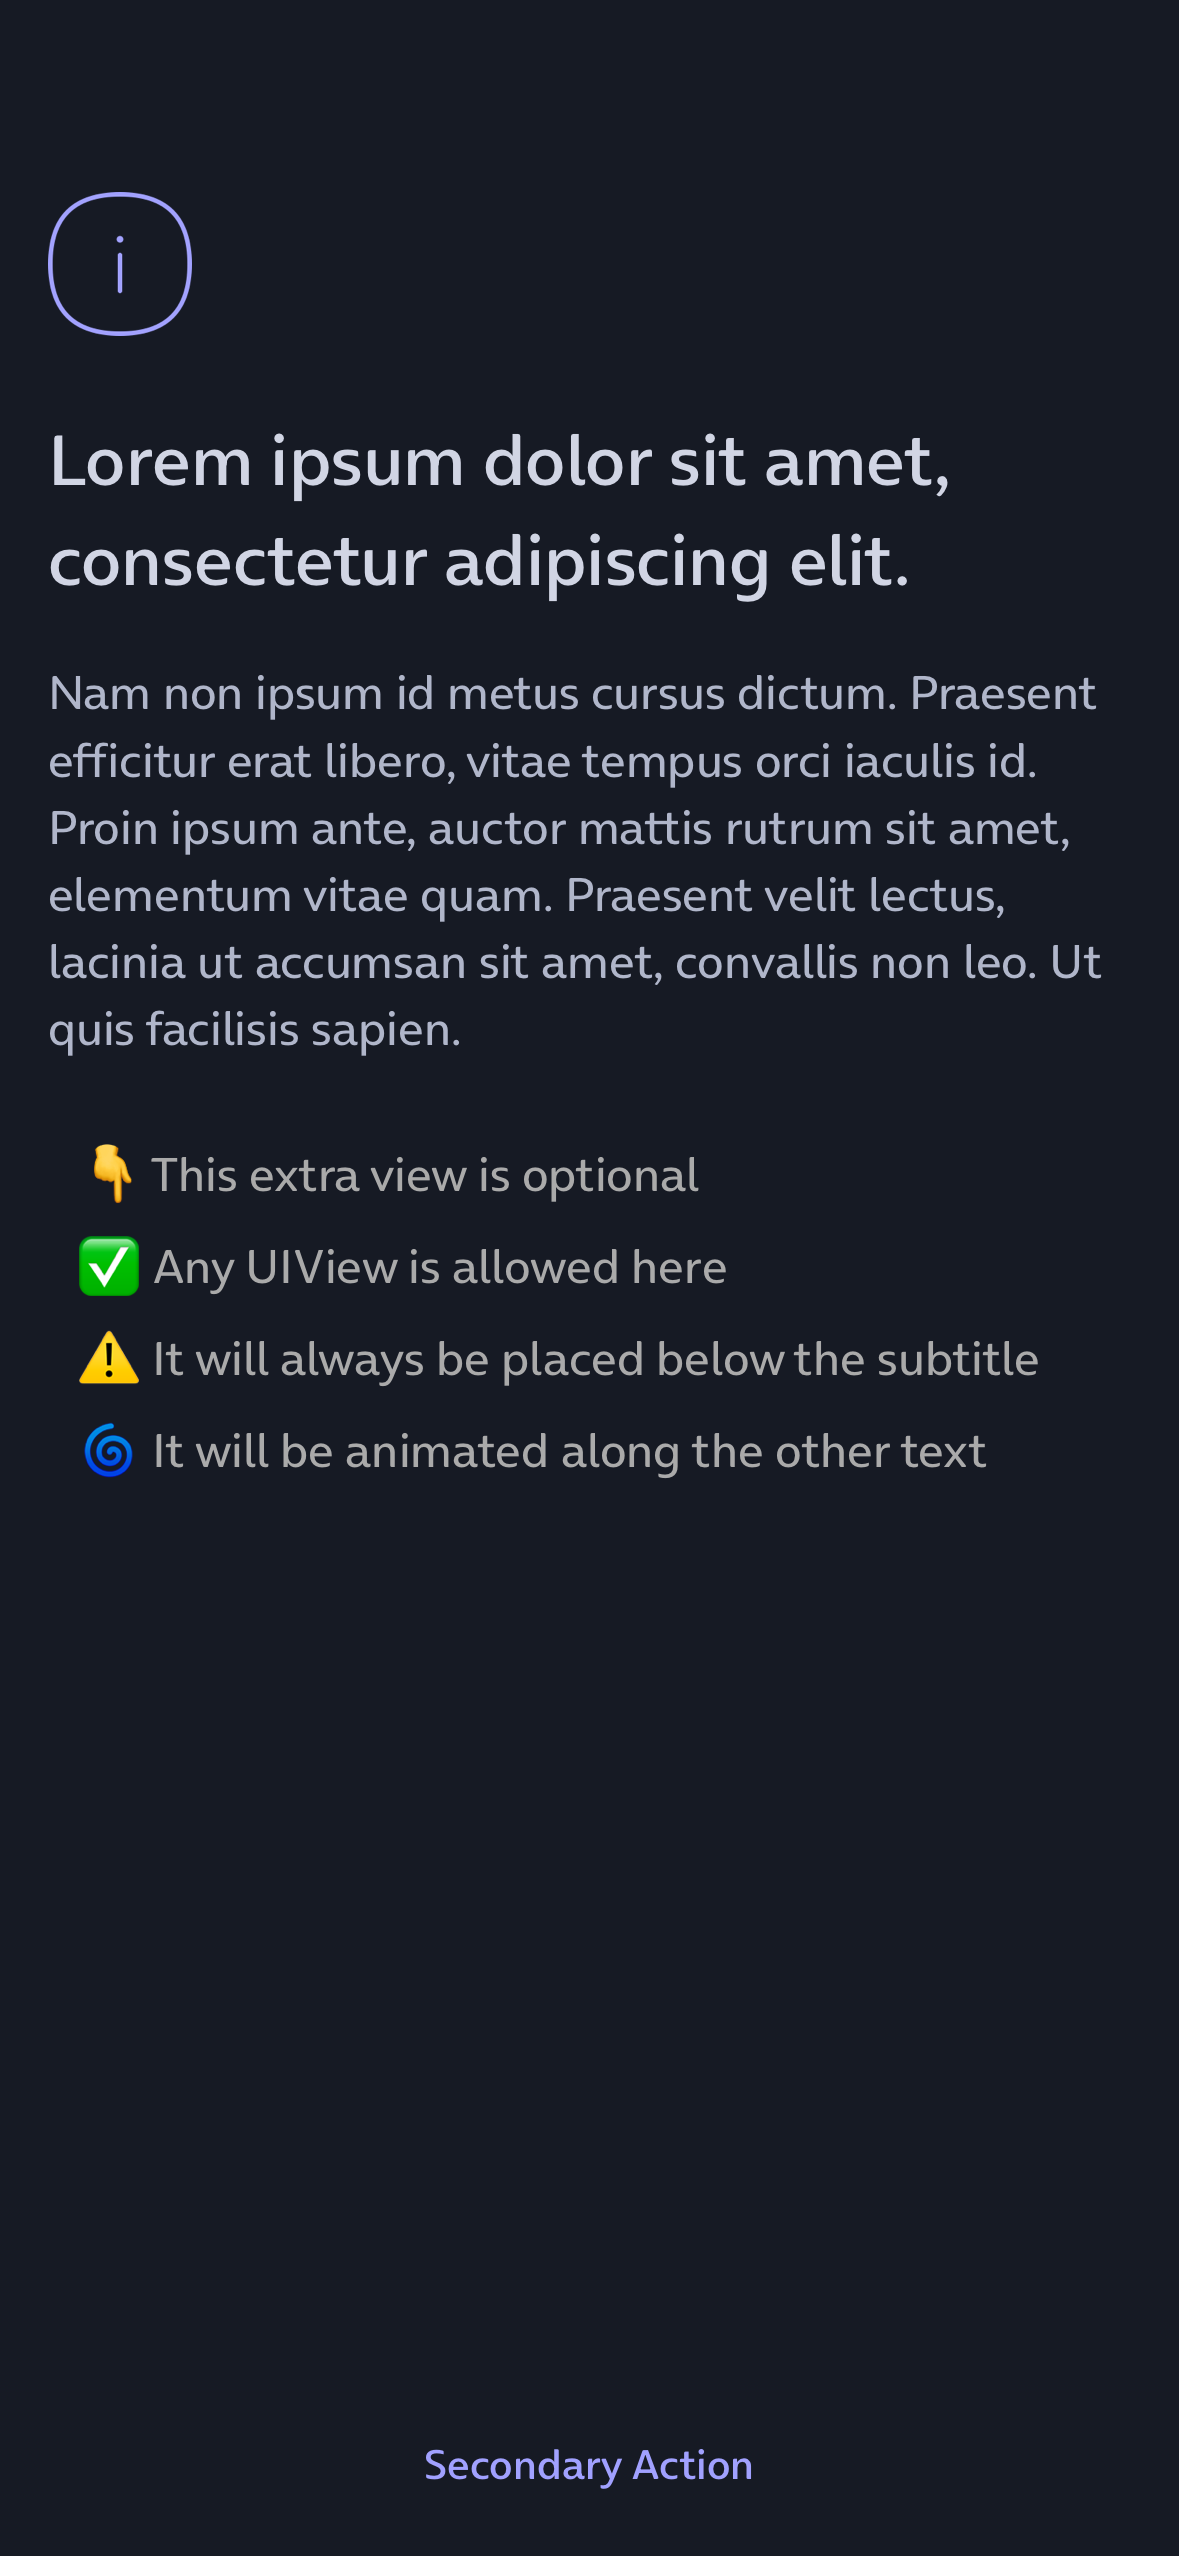 Lorem ipsum dolor sit amet,
consectetur adipiscing elit.
Nam non ipsum id metus cursus dictum. Praesent
efficitur erat libero, vitae tempus orci iaculis id.
Proin ipsum ante, auctor mattis rutrum sit amet,
elementum vitae quam. Praesent velit lectus,
lacinia ut accumsan sit amet, convallis non leo. Ut
quis facilisis sapien.
👇 This extra view is optional
✅ Any UIView is allowed here
⚠️ It will always be placed below the subtitle
🌀 It will be animated along the other text
Secondary Action